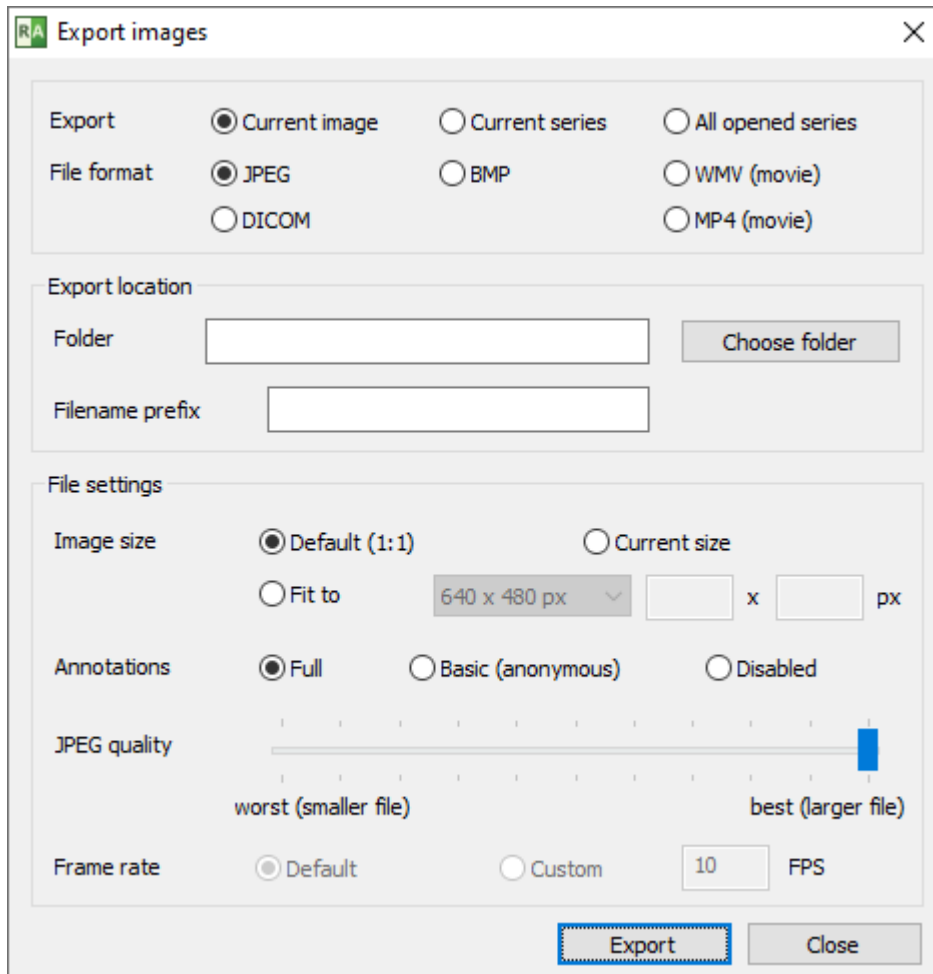 RA Export images
Export Current image Current series All opened series
File format JPEG BMP WMV (movie)
DICOM MP4 (movie)
Export location
Folder Choose folder
Filename prefix
File settings
Image size Default (1:1) Current size
Fit to 640 x 480 px x px
Annotations Full Basic (anonymous) Disabled
JPEG quality
worst (smaller file) best (larger file)
Frame rate Default Custom 10 FPS
Export Close